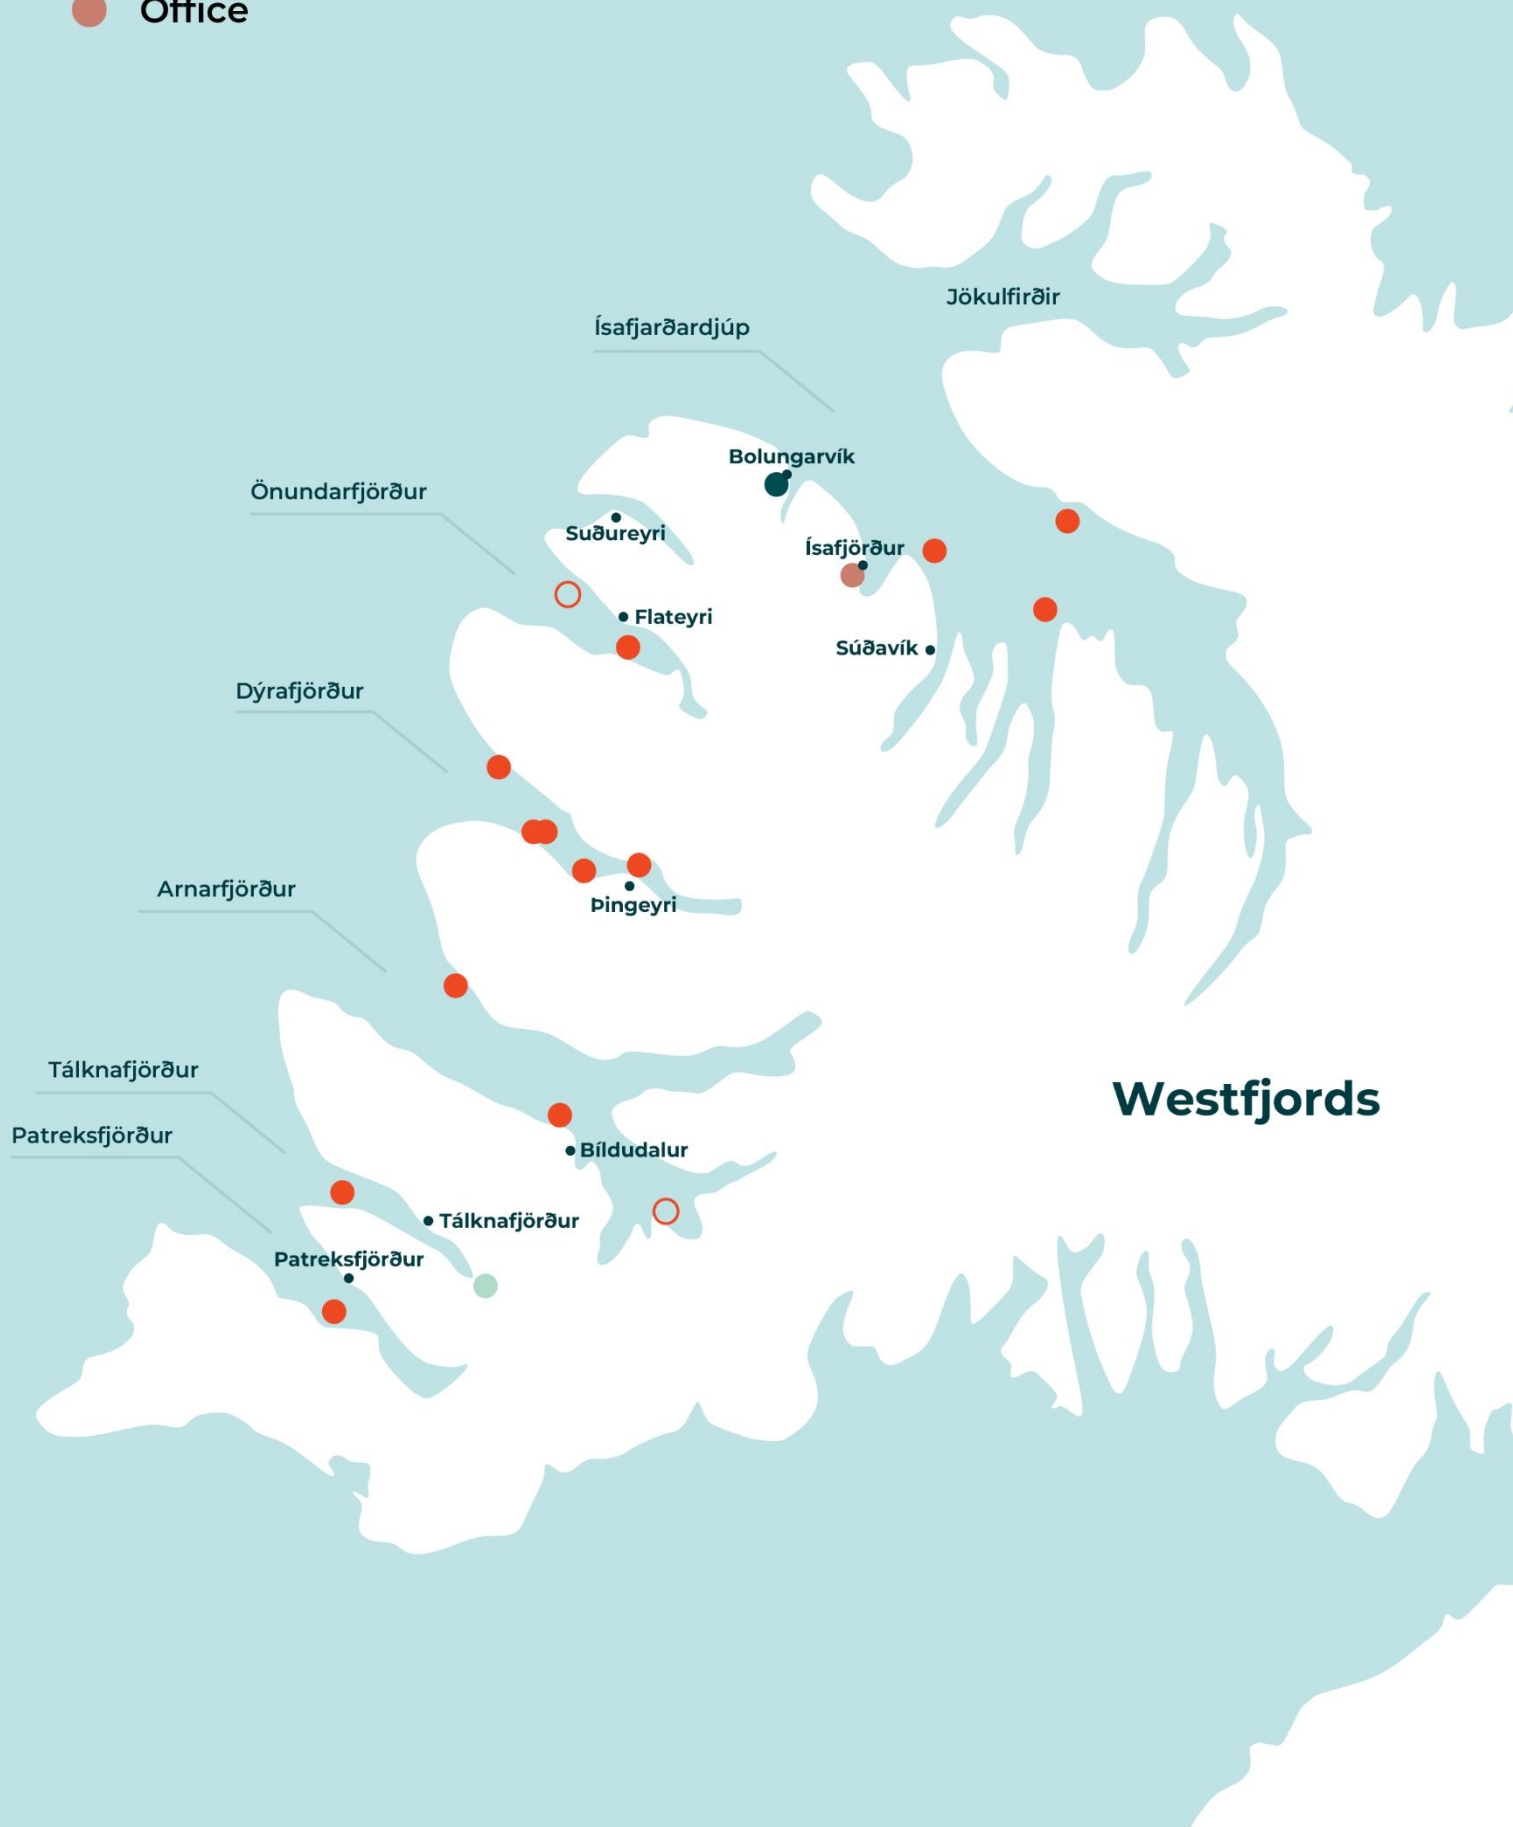 Office
Jökulfirðir
Ísafjarðardjúp
Bolungarvík
Önundarfjörður
Suðureyri
Ísafjörður
Flateyri
Súðavík
Dýrafjörður
Arnarfjörður
Þingeyri
Tálknafjörður
Westfjords
Patreksfjörður
Bíldudalur
Tálknafjörður
Patreksfjörður